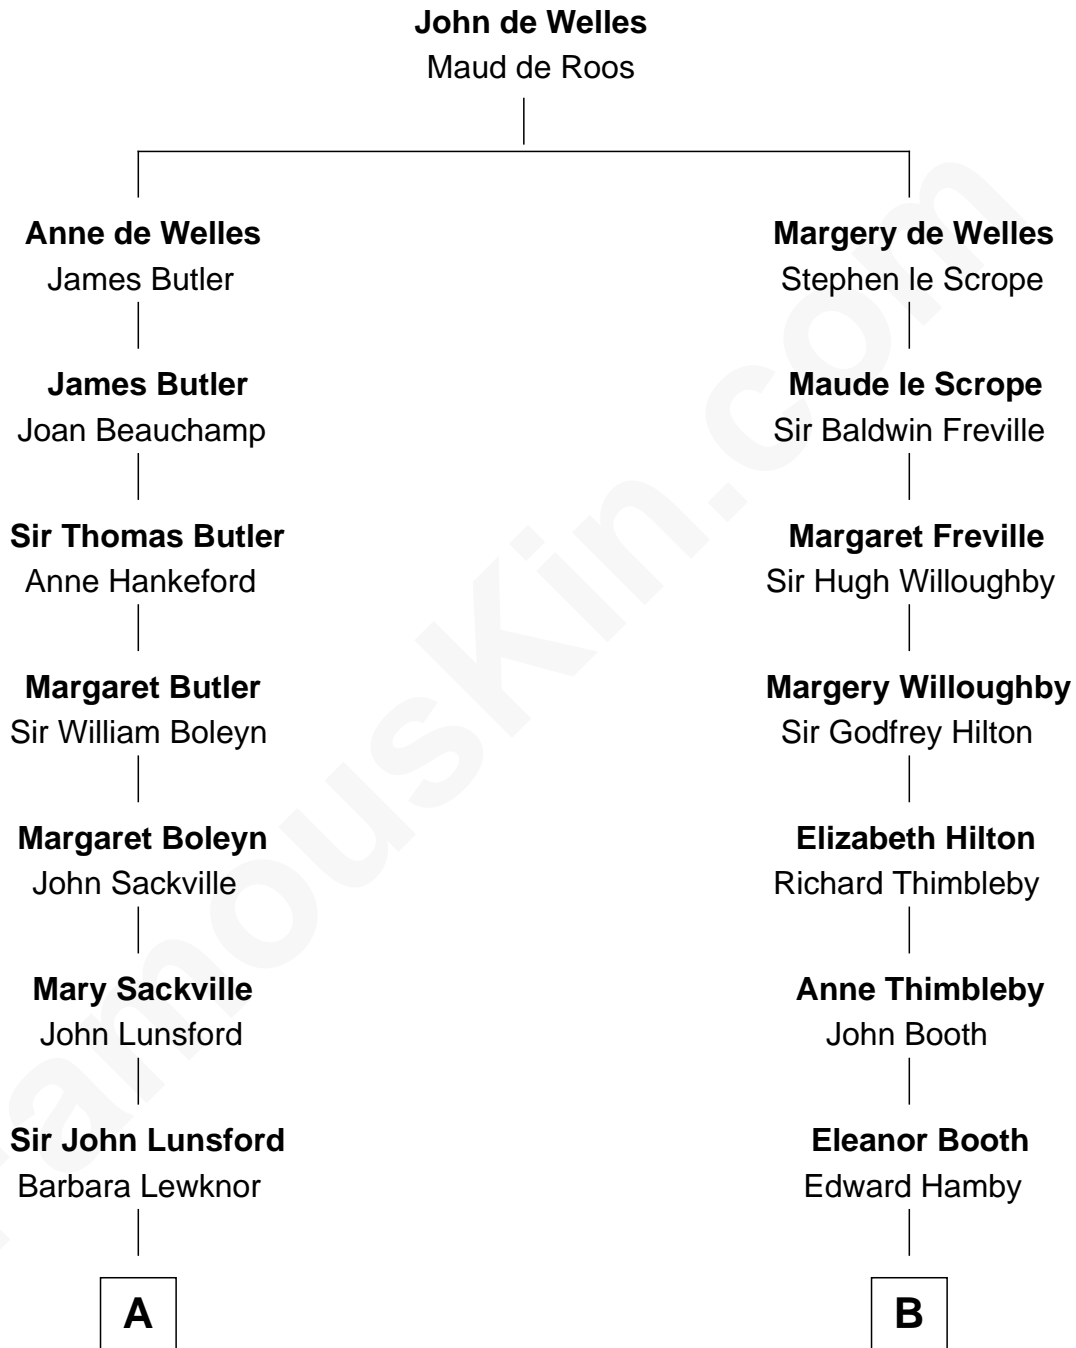 John de Welles
Maud de Roos
Anne de Welles
James Butler
Margery de Welles
Stephen le Scrope
James Butler
Joan Beauchamp
Maude le Scrope
Sir Baldwin Freville
Sir Thomas Butler
Anne Hankeford
Margaret Freville
Sir Hugh Willoughby
Margaret Butler
Sir William Boleyn
Margery Willoughby
Sir Godfrey Hilton
Margaret Boleyn
John Sackville
Elizabeth Hilton
Richard Thimbleby
Mary Sackville
John Lunsford
Anne Thimbleby
John Booth
Sir John Lunsford
Barbara Lewknor
Eleanor Booth
Edward Hamby
A
B
FamousKin.com